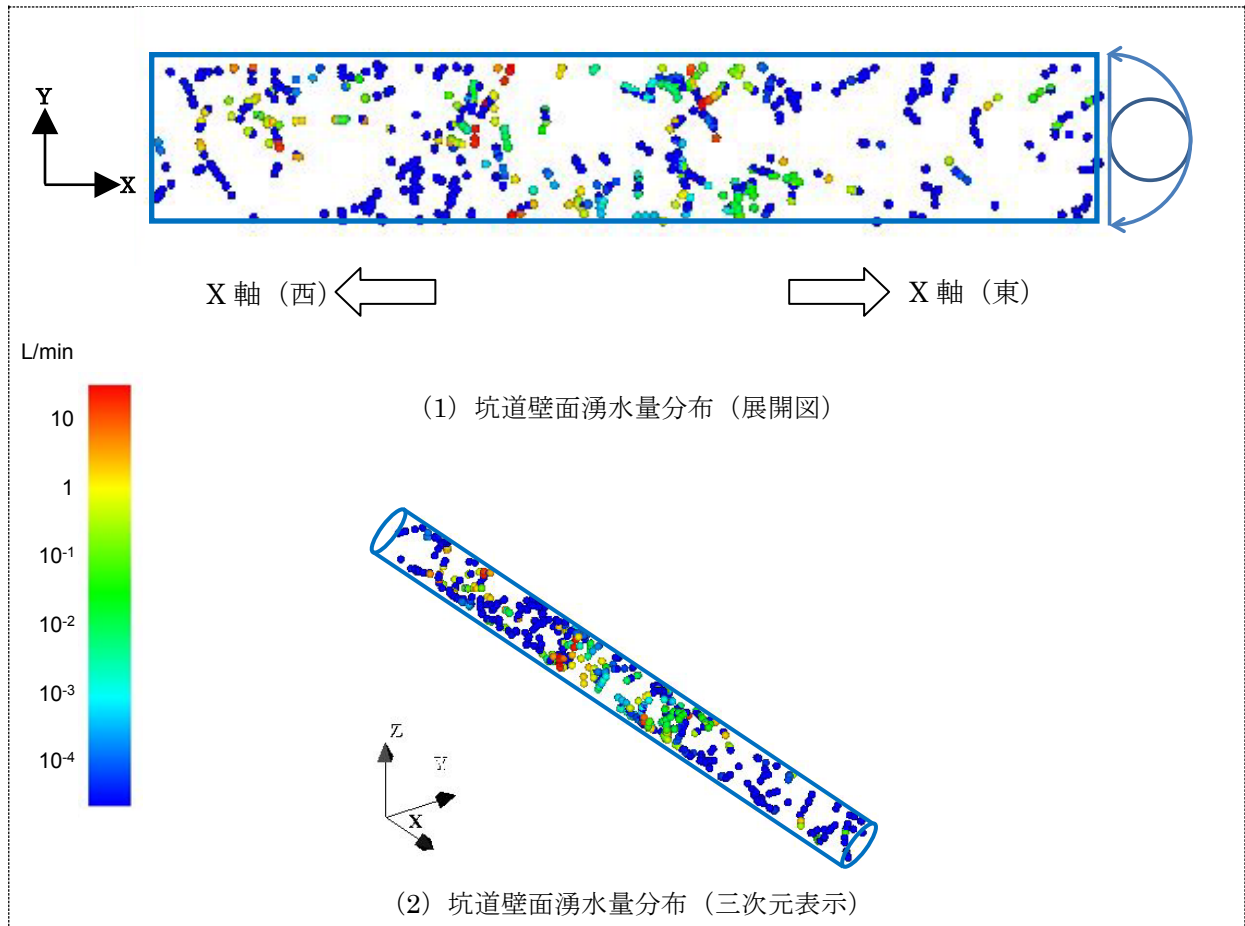 Y
X
X 軸（西）
X 軸（東）
L/min
（1）坑道壁面湧水量分布（展開図）
10
1
10-1
10-2
10-3
10-4
Z
Y
X
（2）坑道壁面湧水量分布（三次元表示）